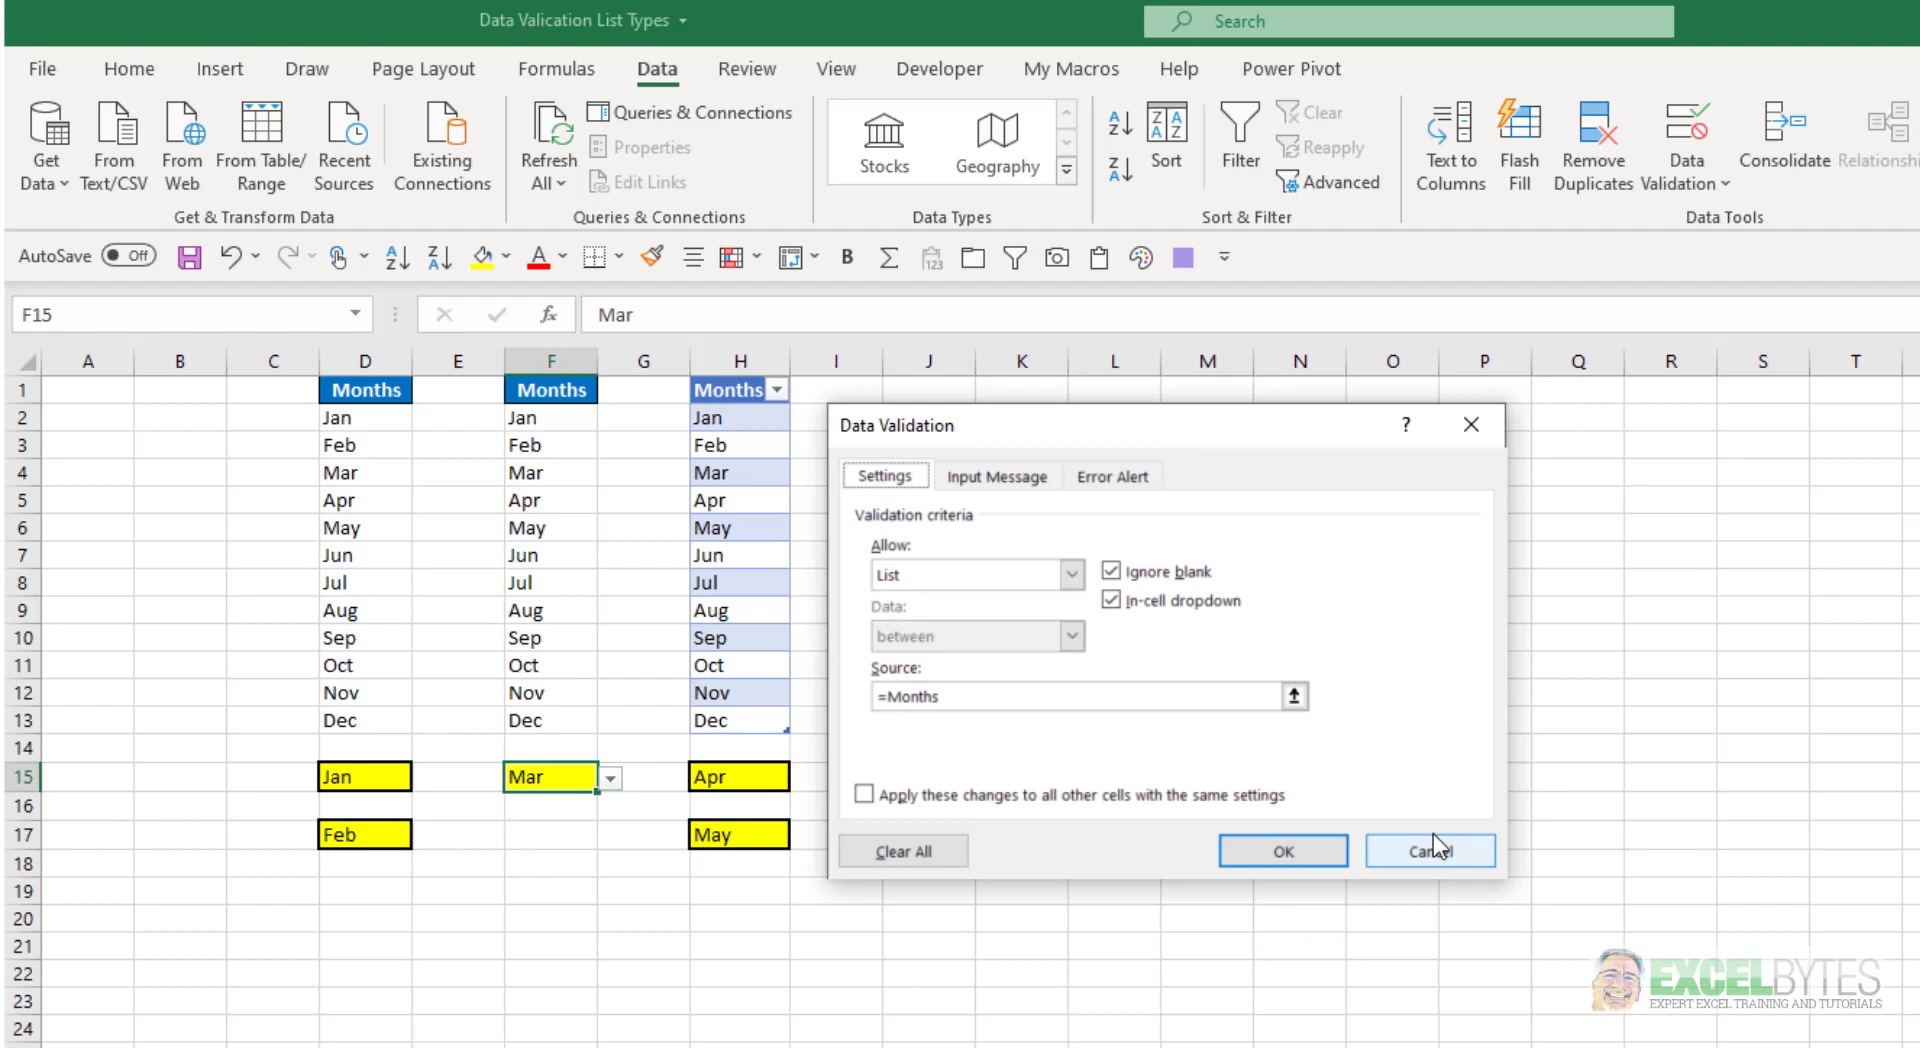 Data Valication List Types
Search
File Home Insert Draw Page Layout Formulas Data Review View Developer My Macros Help Power Pivot
Get Data
From Text/CSV
From Web
From Table/ Range
Recent Sources
Existing Connections
Get & Transform Data
Refresh All
Queries & Connections
Properties
Edit Links
Queries & Connections
Stocks
Geography
Data Types
Sort
Filter
Clear
Reapply
Advanced
Sort & Filter
Text to Columns
Flash Fill
Remove Duplicates
Data Validation
Consolidate
Relationshi
Data Tools
AutoSave Off
F15 fx Mar
A B C D E F G H I J K L M N O P Q R S T
1 Months Months Months
2 Jan Jan Jan
3 Feb Feb Feb
4 Mar Mar Mar
5 Apr Apr Apr
6 May May May
7 Jun Jun Jun
8 Jul Jul Jul
9 Aug Aug Aug
10 Sep Sep Sep
11 Oct Oct Oct
12 Nov Nov Nov
13 Dec Dec Dec
14
15 Jan Mar Apr
16
17 Feb May
18
19
20
21
22
23
24
Data Validation ?
Settings Input Message Error Alert
Validation criteria
Allow:
List
Ignore blank
Data:
In-cell dropdown
between
Source:
=Months
Apply these changes to all other cells with the same settings
Clear All OK
EXCELBYTES
EXPERT EXCEL TRAINING AND TUTORIALS